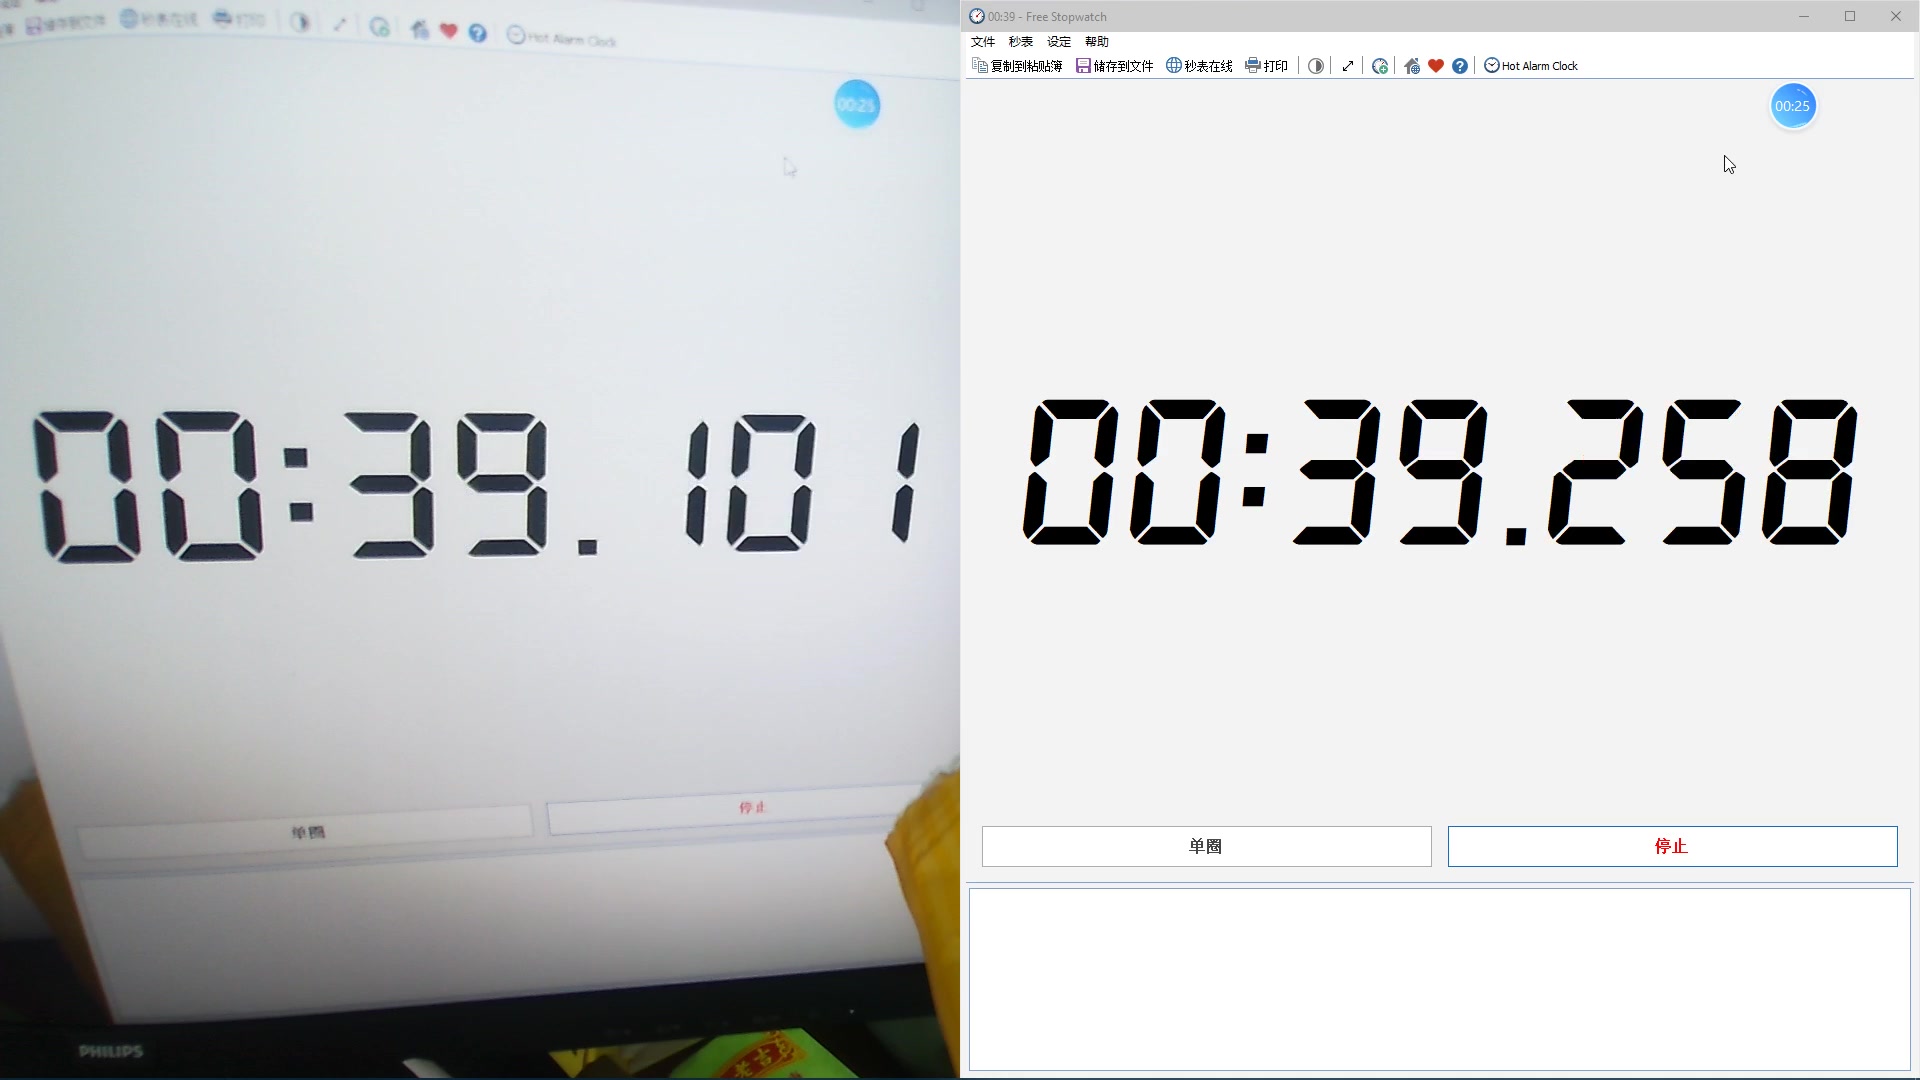 储存到文件 秒表在线 打印 Hot Alarm Clock
00:25
00:39.101
停止
单圈
PHILIPS
老吉
00:39 - Free Stopwatch
文件 秒表 设定 帮助
复制到粘贴簿 储存到文件 秒表在线 打印 Hot Alarm Clock
00:25
00:39.258
单圈 停止